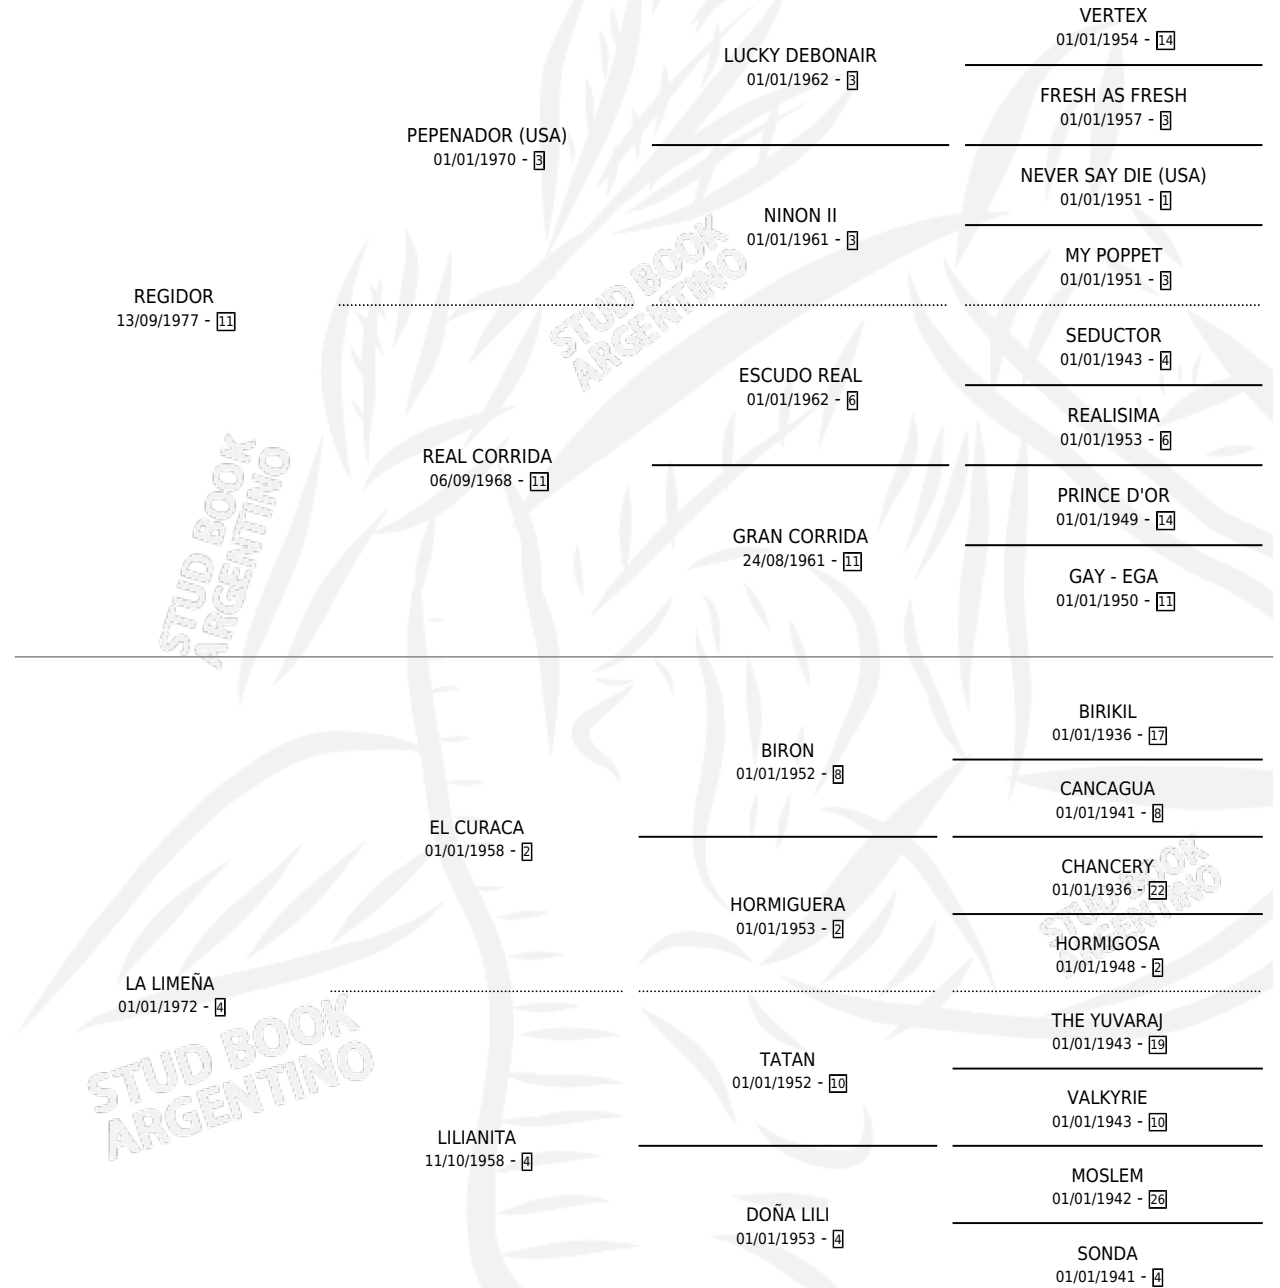 VERTEX
01/01/1954 - 14
LUCKY DEBONAIR
01/01/1962 - 3
FRESH AS FRESH
01/01/1957 - 3
PEPENADOR (USA)
01/01/1970 - 3
NEVER SAY DIE (USA)
01/01/1951 - 1
NINON II
01/01/1961 - 3
MY POPPET
01/01/1951 - 3
REGIDOR
13/09/1977 - 11
SEDUCTOR
01/01/1943 - 4
ESCUDO REAL
01/01/1962 - 6
REALISIMA
01/01/1953 - 6
REAL CORRIDA
06/09/1968 - 11
PRINCE D'OR
01/01/1949 - 14
GRAN CORRIDA
24/08/1961 - 11
GAY - EGA
01/01/1950 - 11
BIRIKIL
01/01/1936 - 17
BIRON
01/01/1952 - 8
CANCAGUA
01/01/1941 - 8
EL CURACA
01/01/1958 - 2
CHANCERY
01/01/1936 - 22
HORMIGUERA
01/01/1953 - 2
HORMIGOSA
01/01/1948 - 2
LA LIMEÑA
01/01/1972 - 4
THE YUVARAJ
01/01/1943 - 19
TATAN
01/01/1952 - 10
VALKYRIE
01/01/1943 - 10
LILIANITA
11/10/1958 - 4
MOSLEM
01/01/1942 - 26
DOÑA LILI
01/01/1953 - 4
SONDA
01/01/1941 - 4
STUD BOOK
ARGENTINO
STUD BOOK
ARGENTINO
STUD BOOK
ARGENTINO
STUD BOOK
ARGENTINO